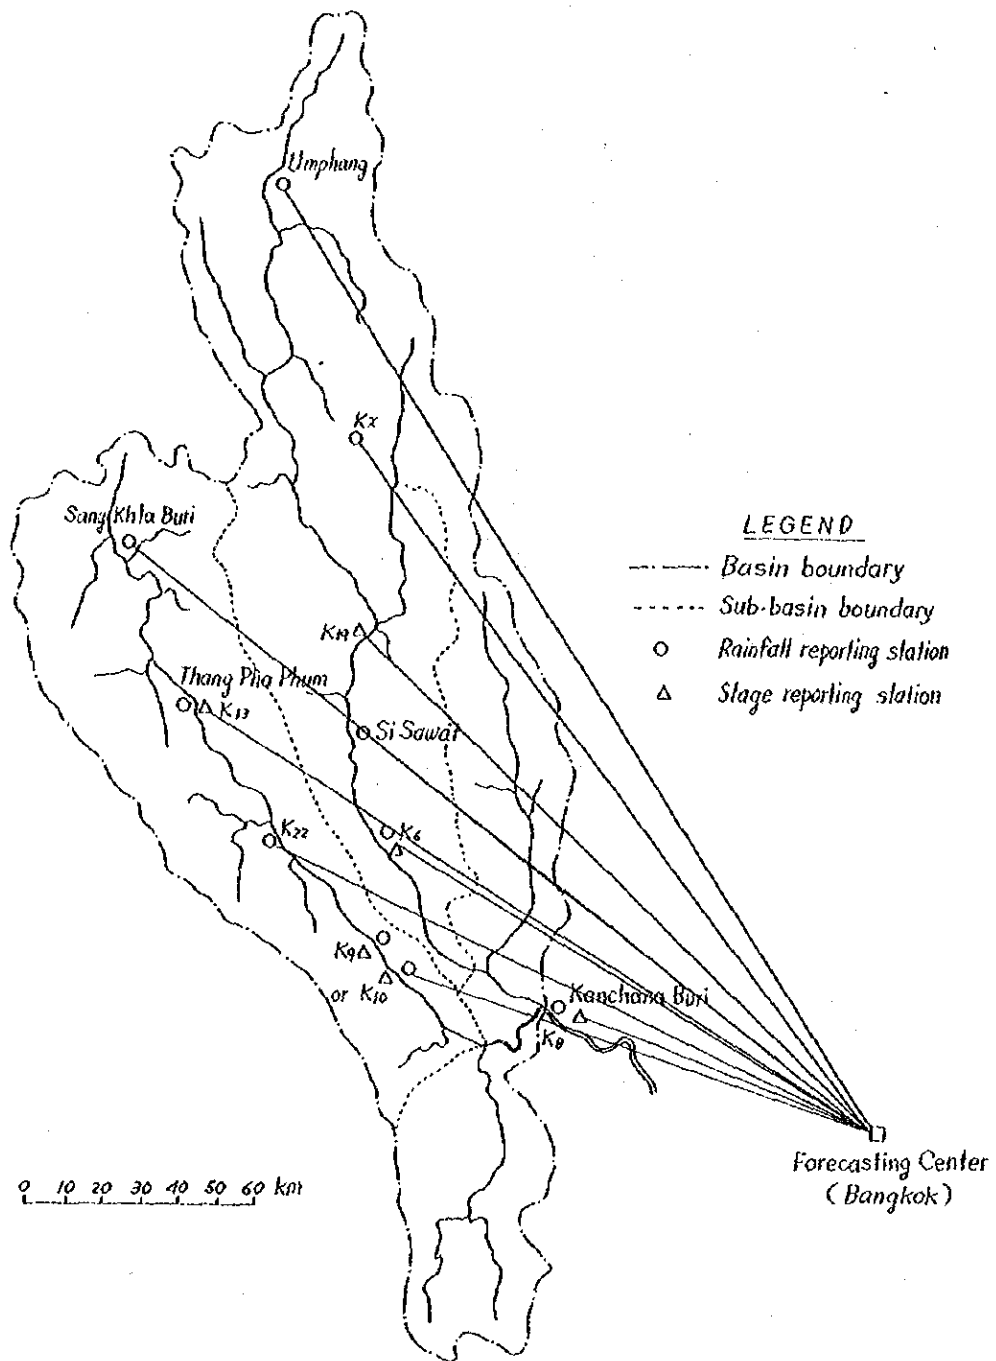 Umphang
Kx
Sang Khla Buri
K19
Thang Pha Phum
K13
Si Sawat
K22
K6
K9
or K10
Kanchana Buri
K8
LEGEND
Basin boundary
Sub-basin boundary
Rainfall reporting station
Stage reporting station
Forecasting Center
(Bangkok)
0 10 20 30 40 50 60 km